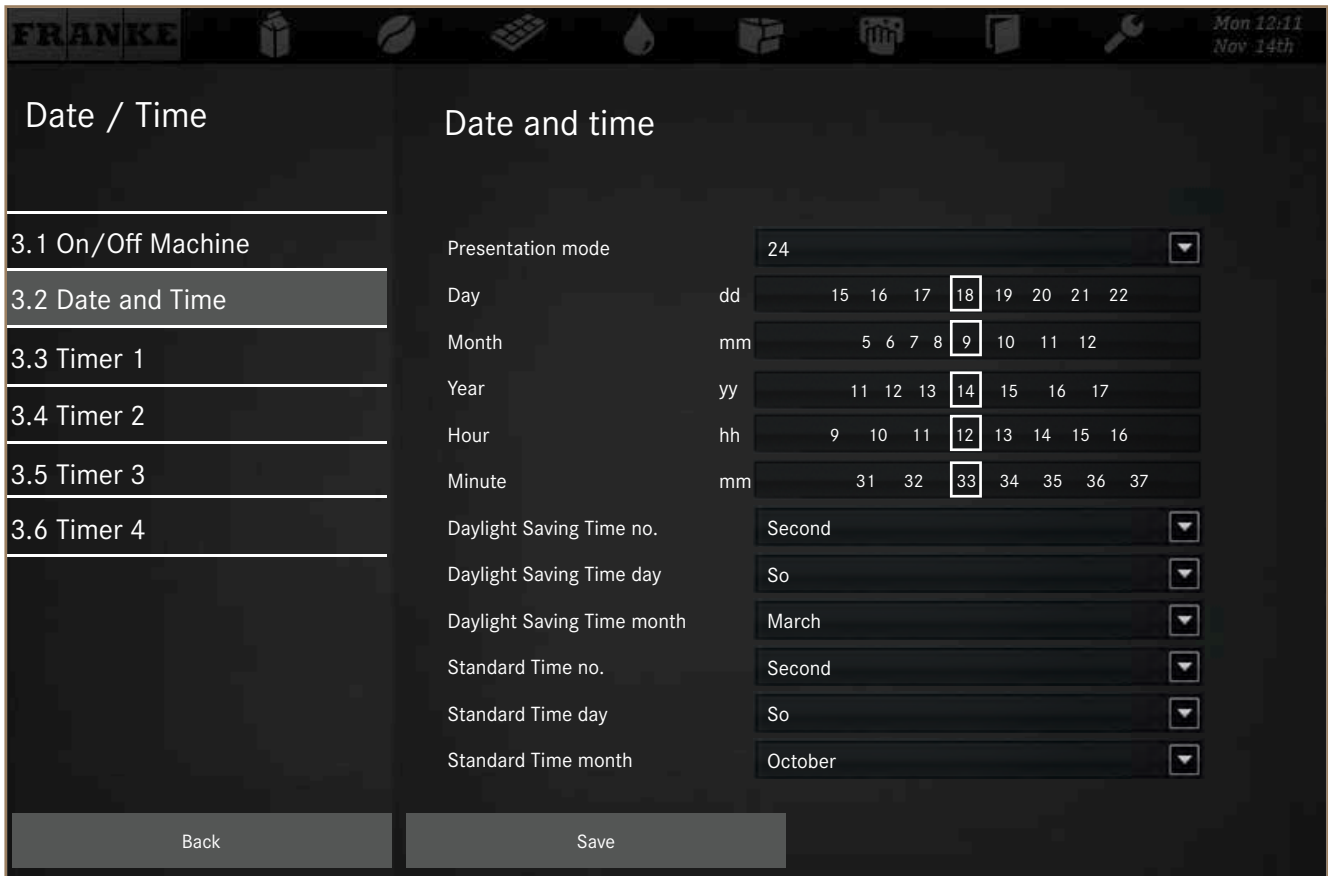 FRANKE
Mon 12:11
Nov 14th
Date / Time
3.1 On/Off Machine
3.2 Date and Time
3.3 Timer 1
3.4 Timer 2
3.5 Timer 3
3.6 Timer 4
Date and time
Presentation mode 24
Day dd 15 16 17 18 19 20 21 22
Month mm 5 6 7 8 9 10 11 12
Year yy 11 12 13 14 15 16 17
Hour hh 9 10 11 12 13 14 15 16
Minute mm 31 32 33 34 35 36 37
Daylight Saving Time no. Second
Daylight Saving Time day So
Daylight Saving Time month March
Standard Time no. Second
Standard Time day So
Standard Time month October
Back Save